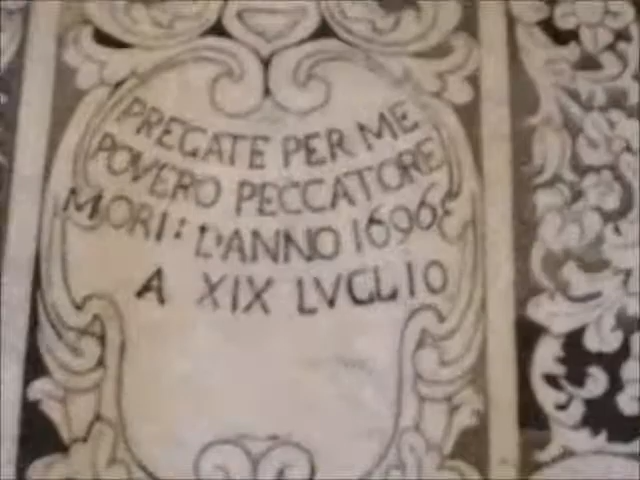 PREGATE PER ME
POVERO PECCATORE
MORI: L'ANNO 1696
A XIX LVGLIO